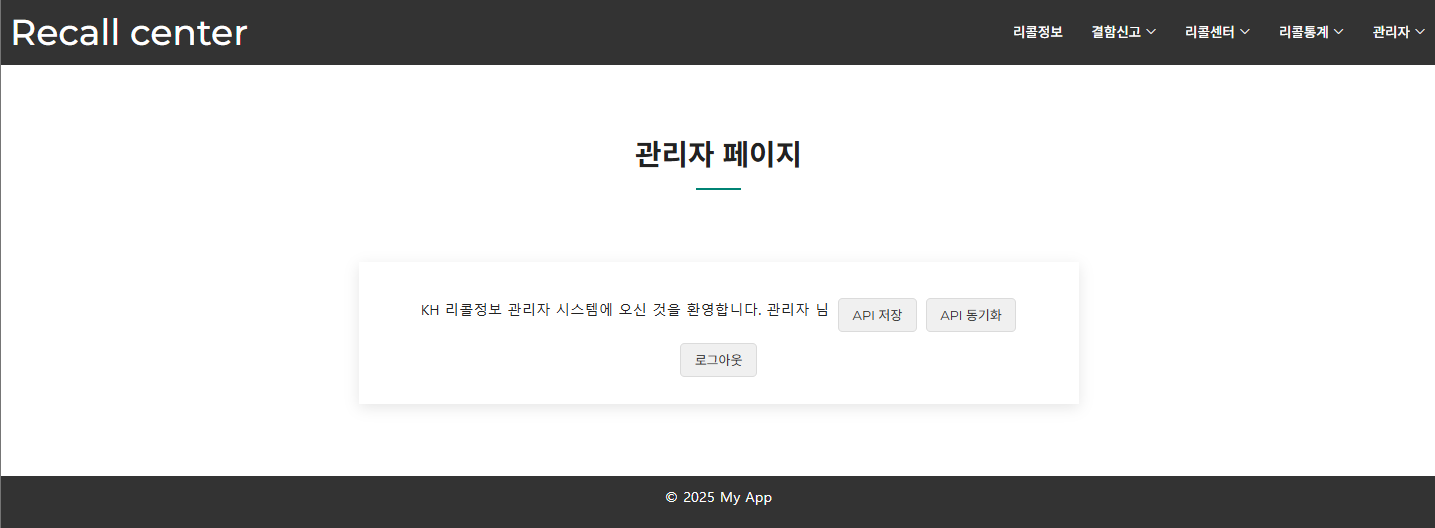 Recall center
리콜정보 결함신고 리콜센터 리콜통계 관리자
관리자 페이지
KH 리콜정보 관리자 시스템에 오신 것을 환영합니다. 관리자 님 API 저장 API 동기화
로그아웃
© 2025 My App